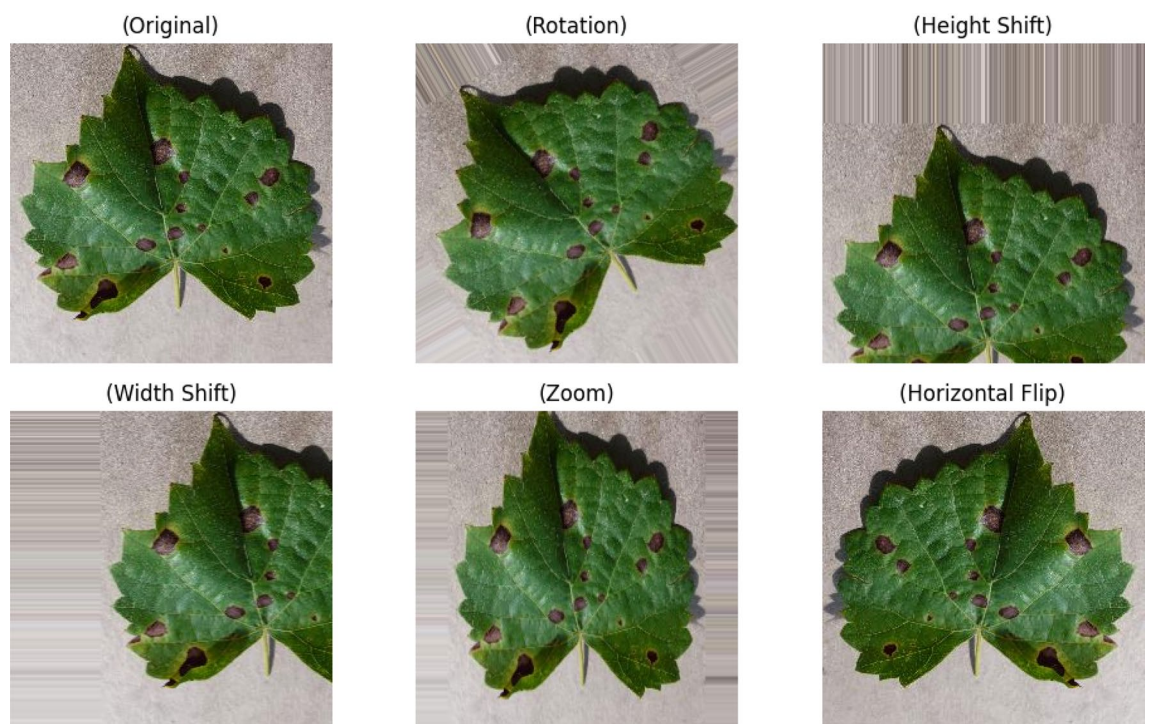 (Original)
(Rotation)
(Height Shift)
(Width Shift)
(Zoom)
(Horizontal Flip)